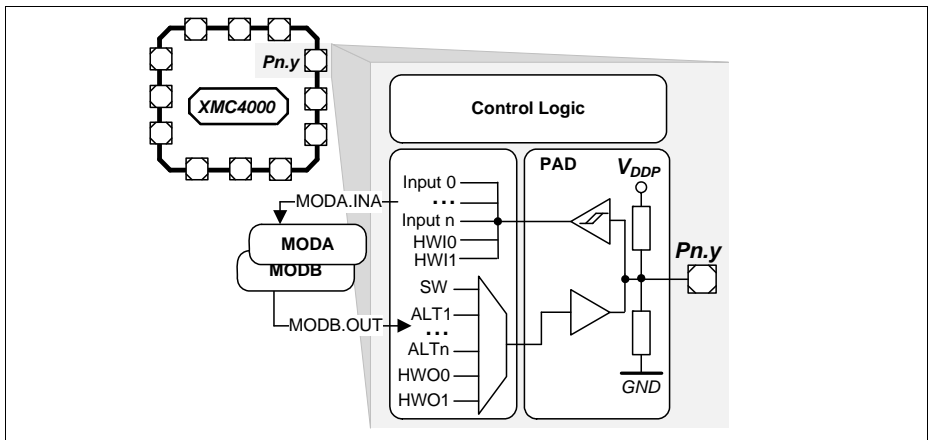 Pn.y
XMC4000
Control Logic
PAD
VDDP
Input 0
...
Input n
HWI0
HWI1
MODA.INA
MODA
MODB
MODB.OUT
SW
ALT1
...
ALTn
HWO0
HWO1
Pn.y
GND